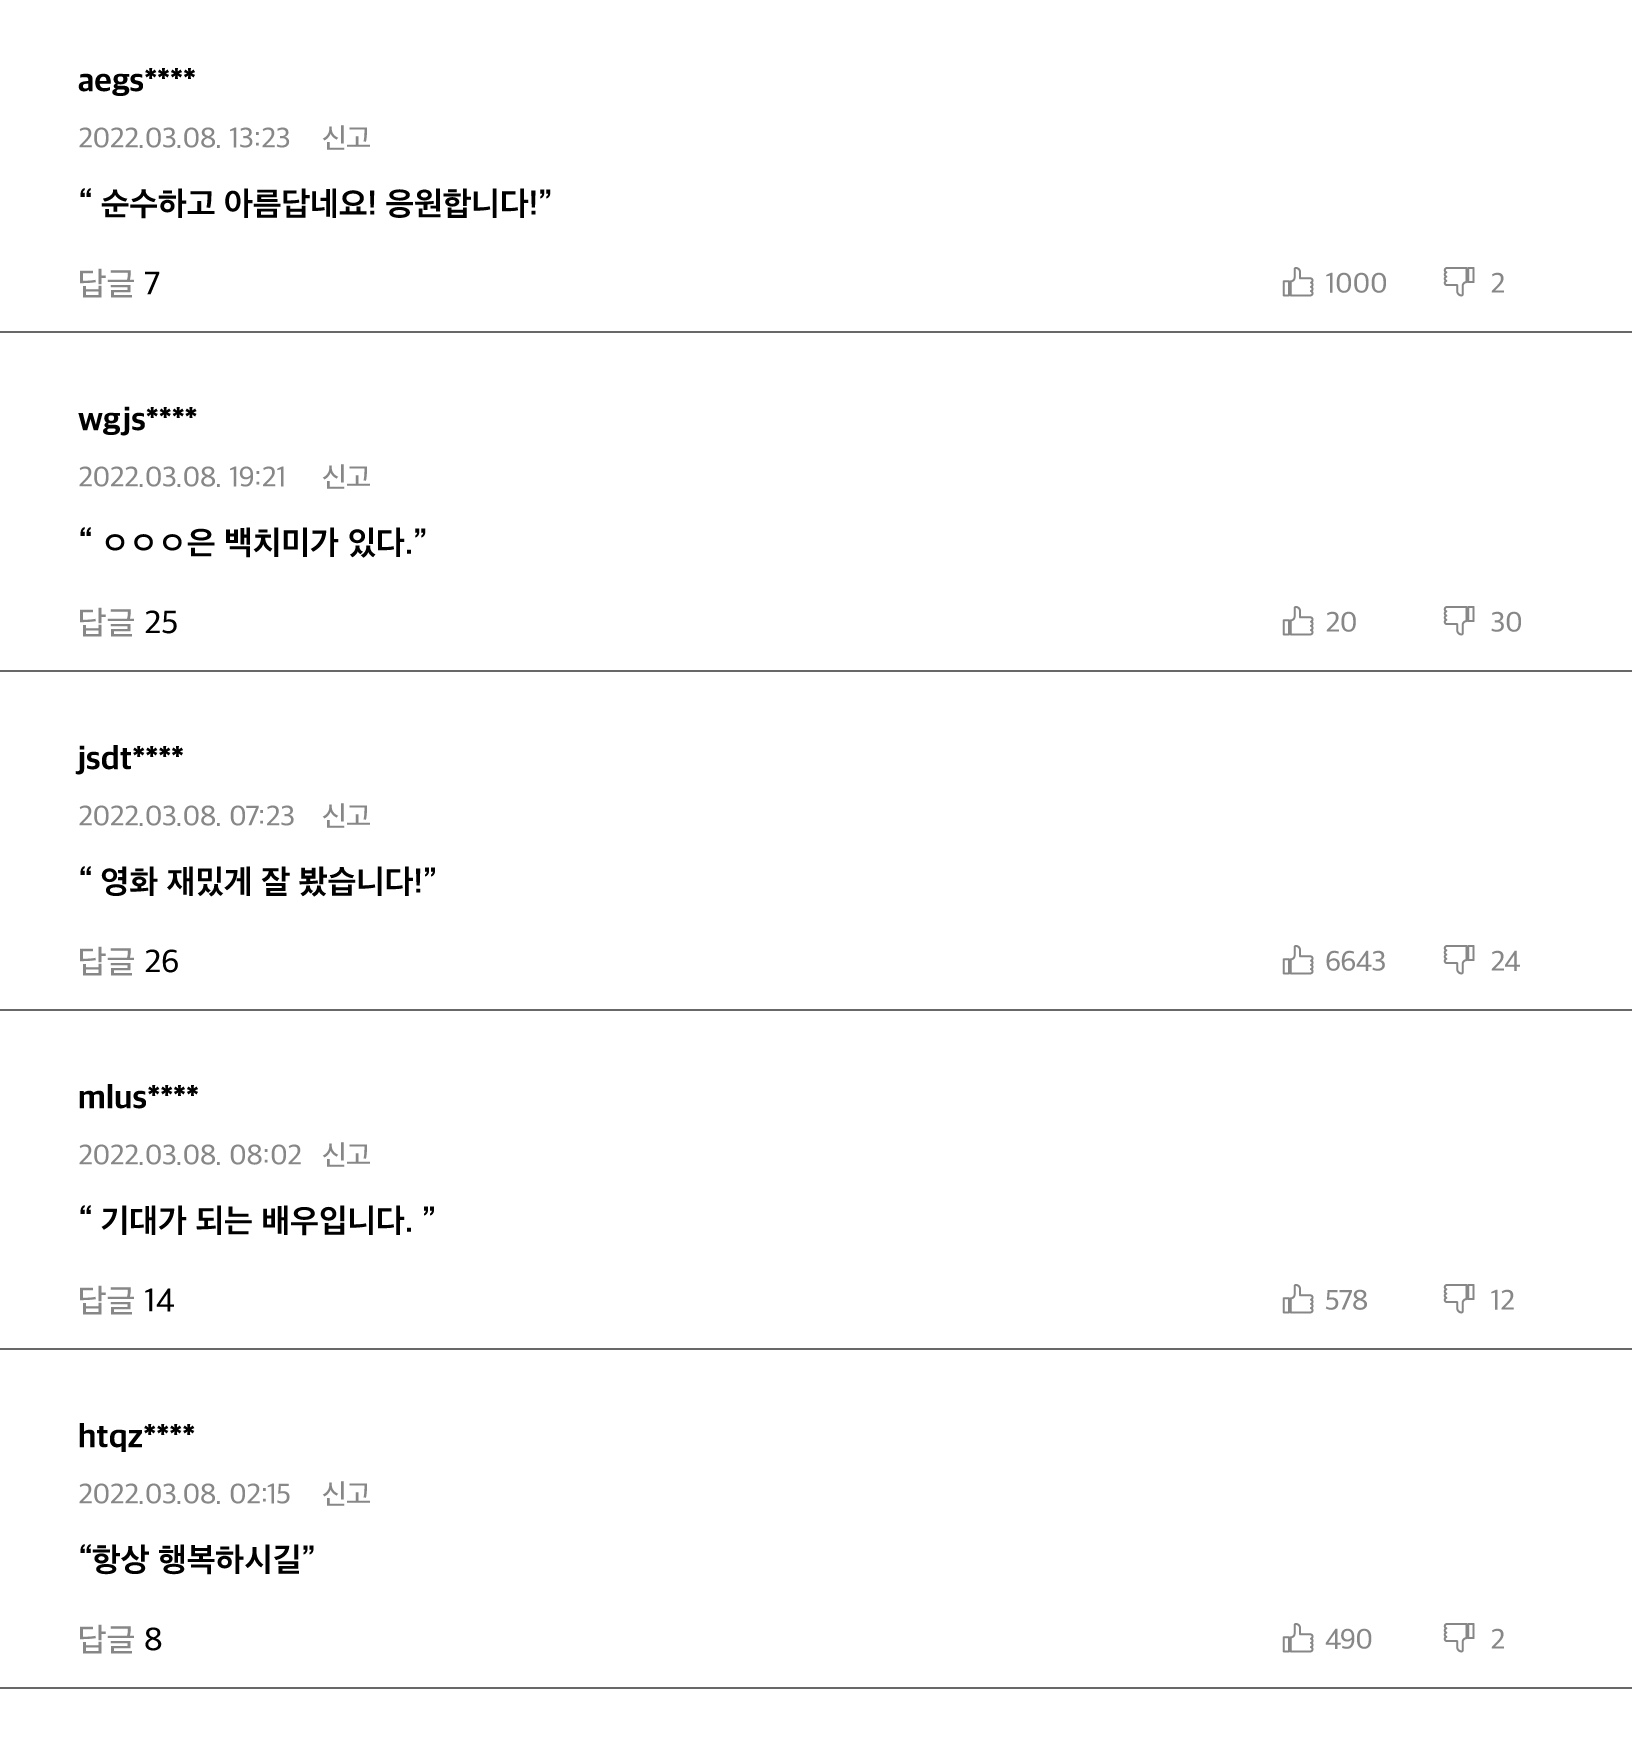 aegs****
2022.03.08. 13:23 신고
“ 순수하고 아름답네요! 응원합니다!”
답글 7 1000 2
wgjs****
2022.03.08. 19:21 신고
“ ㅇㅇㅇ은 백치미가 있다.”
답글 25 20 30
jsdt****
2022.03.08. 07:23 신고
“ 영화 재밌게 잘 봤습니다!”
답글 26 6643 24
mlus****
2022.03.08. 08:02 신고
“ 기대가 되는 배우입니다. ”
답글 14 578 12
htqz****
2022.03.08. 02:15 신고
“항상 행복하시길”
답글 8 490 2